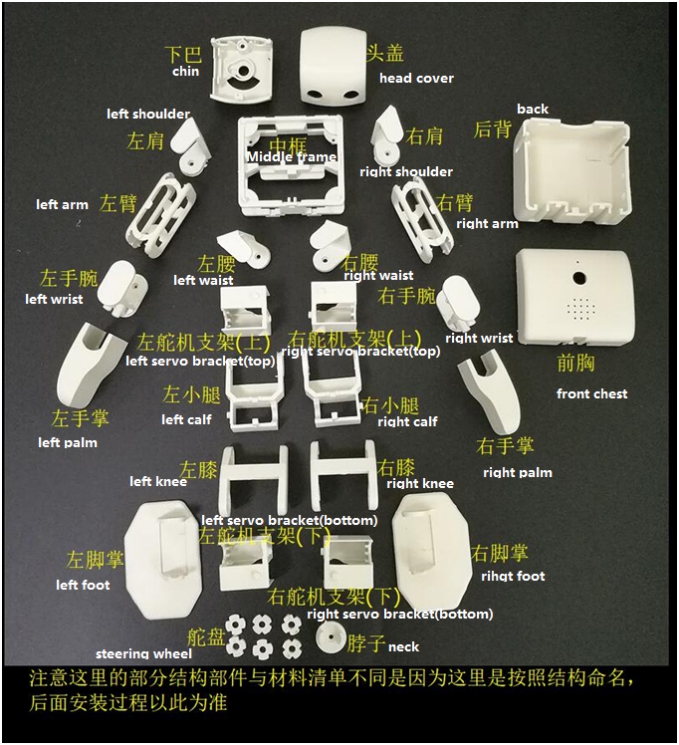 下巴
chin
头盖
head cover
left shoulder
左肩
中框
Middle frame
右肩
right shoulder
back
后背
left arm
左臂
右臂
right arm
左腰
left waist
右腰
right waist
左手腕
left wrist
右手腕
right wrist
左舵机支架(上)
left servo bracket(top)
右舵机支架(上)
right servo bracket(top)
前胸
front chest
左小腿
left calf
右小腿
right calf
左手掌
left palm
右手掌
right palm
左膝
left knee
右膝
right knee
left servo bracket(bottom)
左舵机支架(下)
左脚掌
left foot
右脚掌
rihgt foot
右舵机支架(下)
right servo bracket(bottom)
舵盘
steering wheel
脖子
neck
注意这里的部分结构部件与材料清单不同是因为这里是按照结构命名，
后面安装过程以此为准